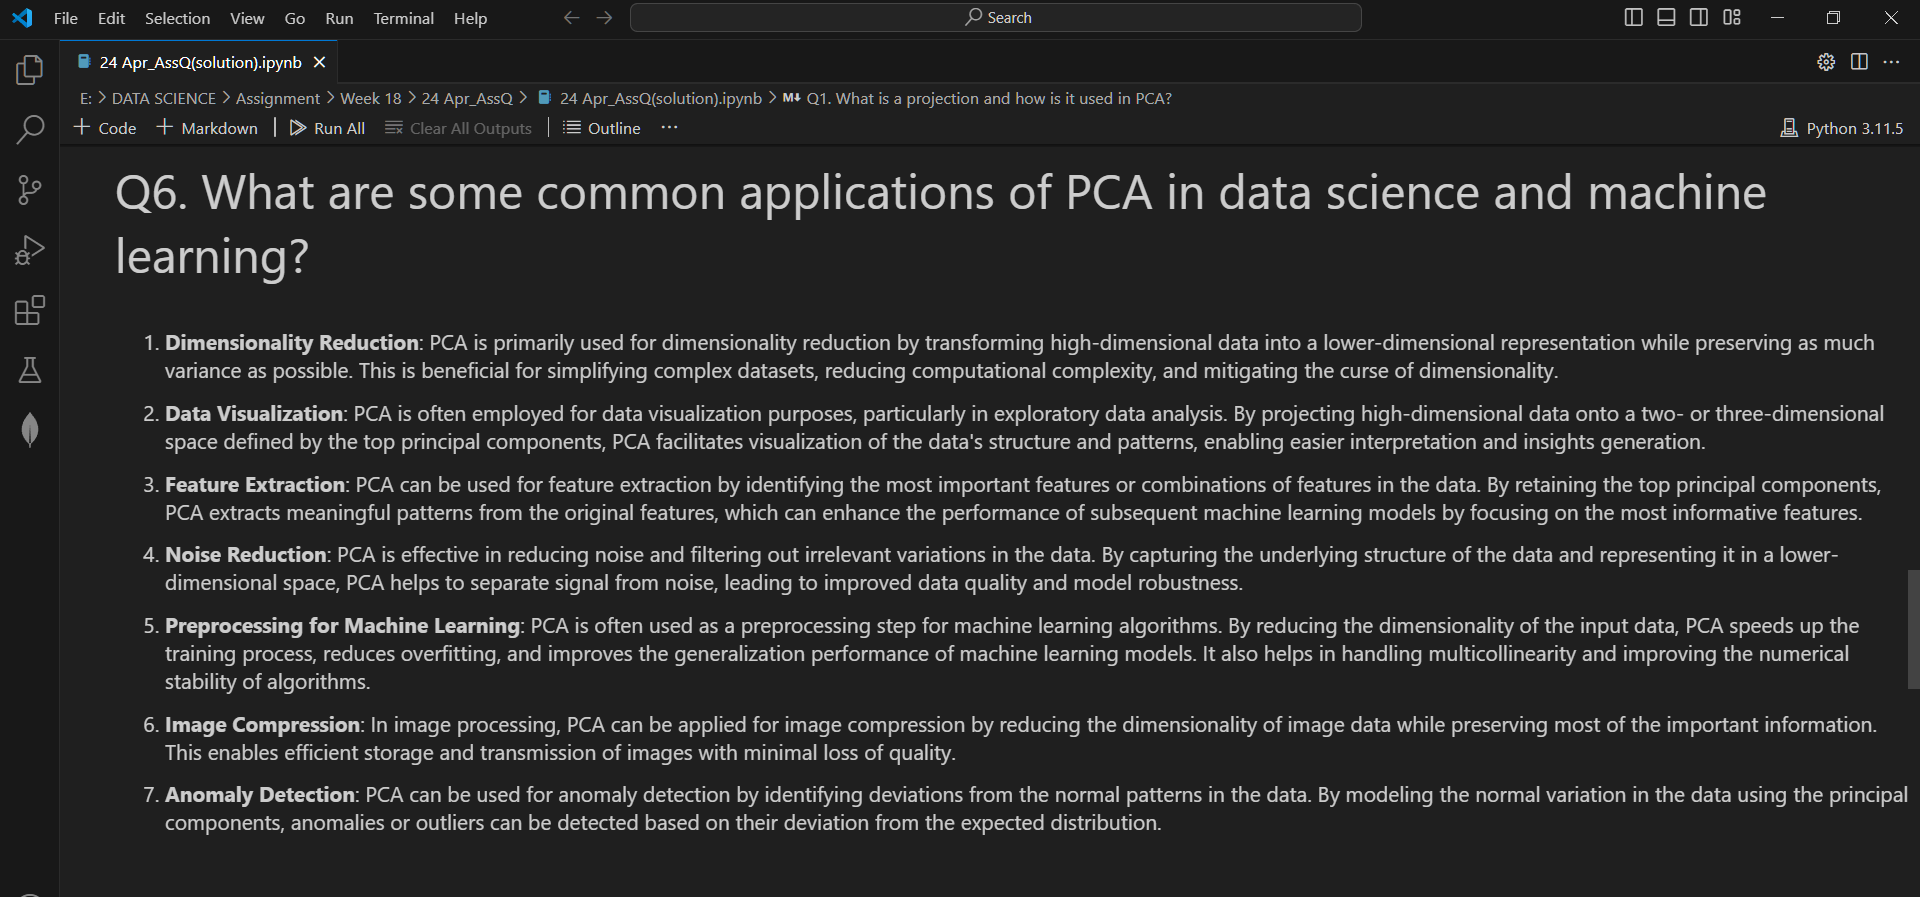 File Edit Selection View Go Run Terminal Help
Search
24 Apr_AssQ(solution).ipynb
E: > DATA SCIENCE > Assignment > Week 18 > 24 Apr_AssQ > 24 Apr_AssQ(solution).ipynb > M↓ Q1. What is a projection and how is it used in PCA?
+ Code + Markdown | Run All Clear All Outputs | Outline ···
Python 3.11.5
Q6. What are some common applications of PCA in data science and machine
learning?
1. Dimensionality Reduction: PCA is primarily used for dimensionality reduction by transforming high-dimensional data into a lower-dimensional representation while preserving as much
variance as possible. This is beneficial for simplifying complex datasets, reducing computational complexity, and mitigating the curse of dimensionality.
2. Data Visualization: PCA is often employed for data visualization purposes, particularly in exploratory data analysis. By projecting high-dimensional data onto a two- or three-dimensional
space defined by the top principal components, PCA facilitates visualization of the data's structure and patterns, enabling easier interpretation and insights generation.
3. Feature Extraction: PCA can be used for feature extraction by identifying the most important features or combinations of features in the data. By retaining the top principal components,
PCA extracts meaningful patterns from the original features, which can enhance the performance of subsequent machine learning models by focusing on the most informative features.
4. Noise Reduction: PCA is effective in reducing noise and filtering out irrelevant variations in the data. By capturing the underlying structure of the data and representing it in a lower-
dimensional space, PCA helps to separate signal from noise, leading to improved data quality and model robustness.
5. Preprocessing for Machine Learning: PCA is often used as a preprocessing step for machine learning algorithms. By reducing the dimensionality of the input data, PCA speeds up the
training process, reduces overfitting, and improves the generalization performance of machine learning models. It also helps in handling multicollinearity and improving the numerical
stability of algorithms.
6. Image Compression: In image processing, PCA can be applied for image compression by reducing the dimensionality of image data while preserving most of the important information.
This enables efficient storage and transmission of images with minimal loss of quality.
7. Anomaly Detection: PCA can be used for anomaly detection by identifying deviations from the normal patterns in the data. By modeling the normal variation in the data using the principal
components, anomalies or outliers can be detected based on their deviation from the expected distribution.